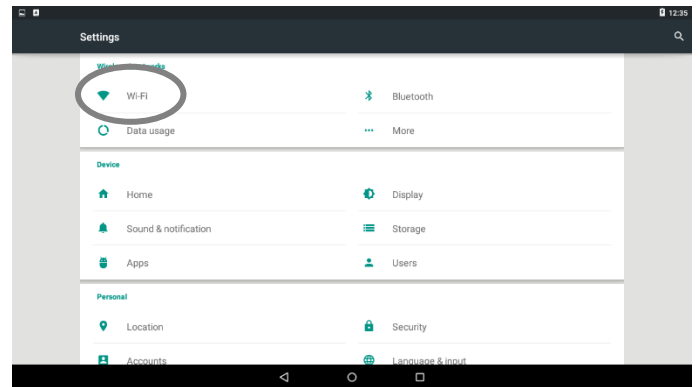 12:35
Settings
Wi-Fi
Bluetooth
Data usage
More
Device
Home
Display
Sound & notification
Storage
Apps
Users
Personal
Location
Security
Accounts
Language & input